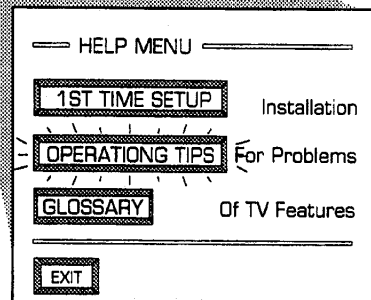 HELP MENU
1ST TIME SETUP Installation
OPERATIONG TIPS For Problems
GLOSSARY Of TV Features
EXIT